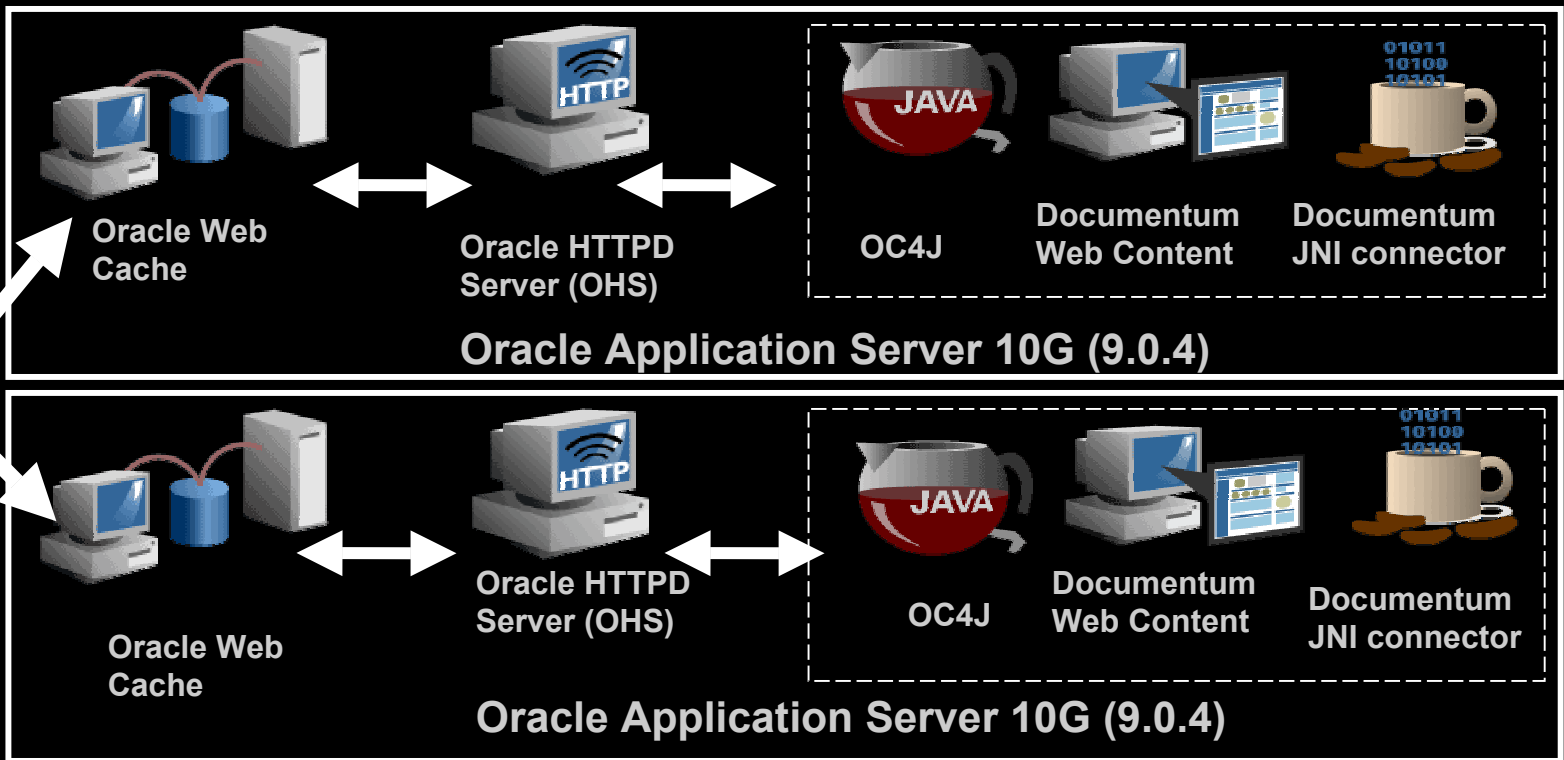 HTTP
JAVA
01011
10100
10101
Oracle Web
Cache
Oracle HTTPD
Server (OHS)
OC4J
Documentum
Web Content
Documentum
JNI connector
Oracle Application Server 10G (9.0.4)
HTTP
JAVA
01011
10100
10101
Oracle HTTPD
Server (OHS)
OC4J
Documentum
Web Content
Documentum
JNI connector
Oracle Web
Cache
Oracle Application Server 10G (9.0.4)